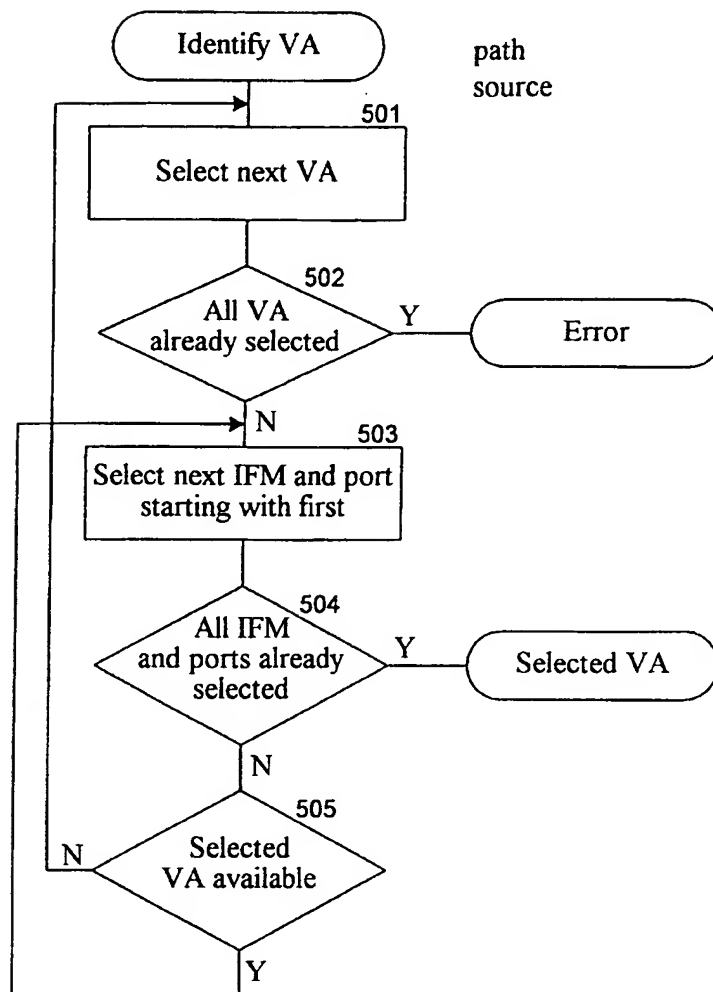 Identify VA
path
source
501
Select next VA
502
All VA
already selected
Y
Error
N
503
Select next IFM and port
starting with first
504
All IFM
and ports already
selected
Y
Selected VA
N
505
Selected
VA available
N
Y